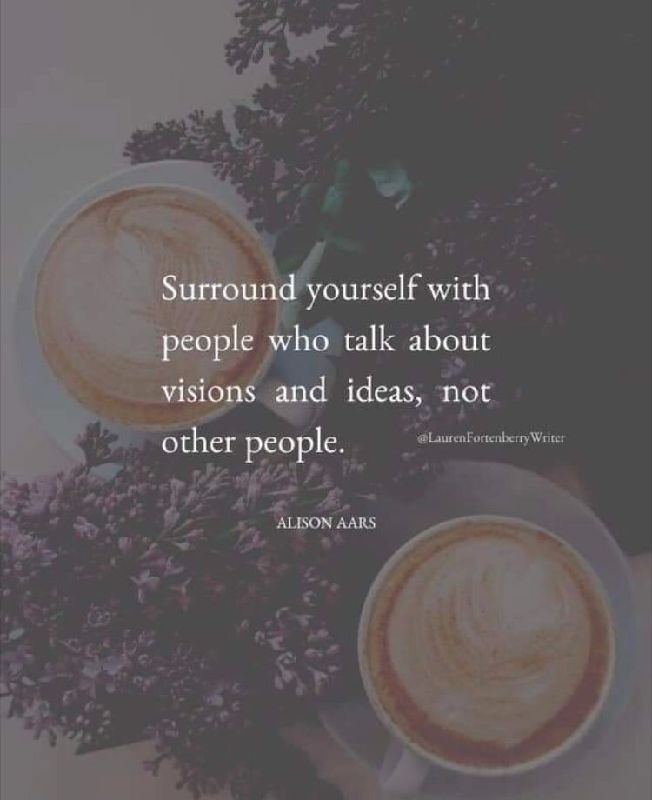 Surround yourself with
people who talk about
visions and ideas, not
other people.
@LaurenFortenberryWriter
ALISON AARS